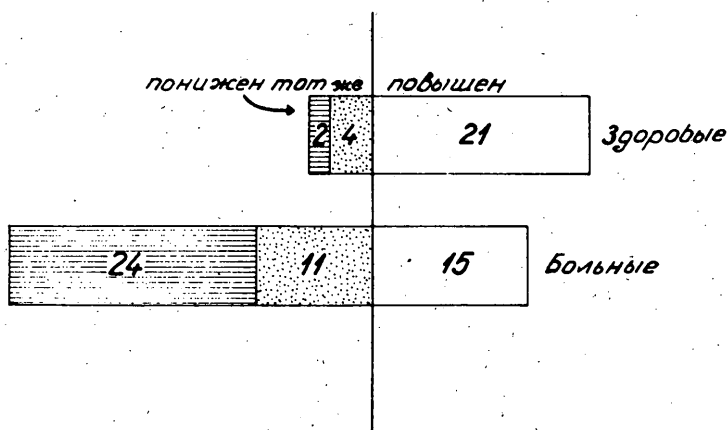 понижен тот же повышен
2 4 21 Здоровые
24 11 15 Больные